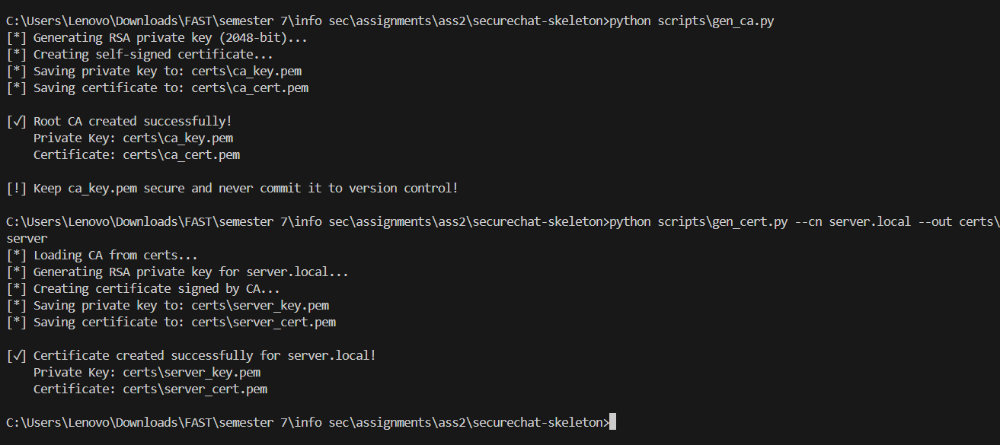 C:\Users\Lenovo\Downloads\FAST\semester 7\info sec\assignments\ass2\securechat-skeleton>python scripts\gen_ca.py
[*] Generating RSA private key (2048-bit)...
[*] Creating self-signed certificate...
[*] Saving private key to: certs\ca_key.pem
[*] Saving certificate to: certs\ca_cert.pem
[✓] Root CA created successfully!
Private Key: certs\ca_key.pem
Certificate: certs\ca_cert.pem
[!] Keep ca_key.pem secure and never commit it to version control!
C:\Users\Lenovo\Downloads\FAST\semester 7\info sec\assignments\ass2\securechat-skeleton>python scripts\gen_cert.py --cn server.local --out certs\
server
[*] Loading CA from certs...
[*] Generating RSA private key for server.local...
[*] Creating certificate signed by CA...
[*] Saving private key to: certs\server_key.pem
[*] Saving certificate to: certs\server_cert.pem
[✓] Certificate created successfully for server.local!
Private Key: certs\server_key.pem
Certificate: certs\server_cert.pem
C:\Users\Lenovo\Downloads\FAST\semester 7\info sec\assignments\ass2\securechat-skeleton>